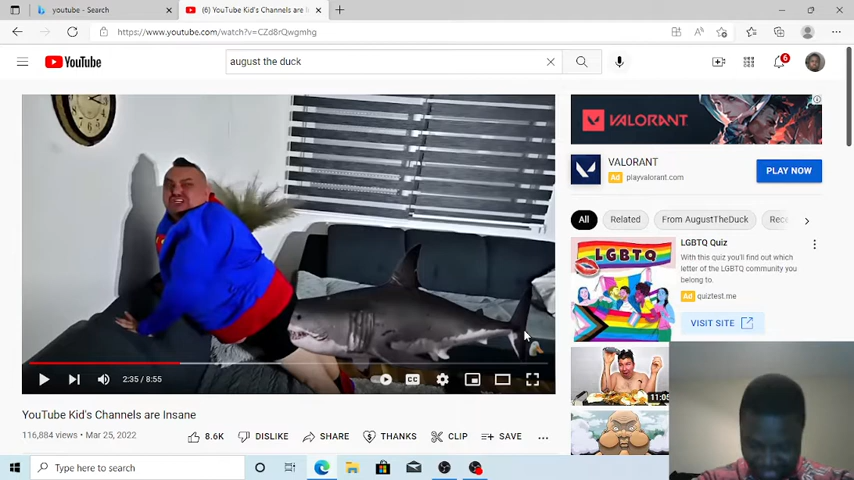 youtube - Search
(6) YouTube Kid's Channels are I
https://www.youtube.com/watch?v=CZd8rQwgmhg
YouTube
august the duck
6
VALORANT
VALORANT
Ad playvalorant.com
PLAY NOW
All
Related
From AugustTheDuck
Rece
LGBTQ
LGBTQ Quiz
With this quiz you'll find out which
letter of the LGBTQ community you
belong to.
Ad quiztest.me
VISIT SITE
11:05
2:35 / 8:55
CC
YouTube Kid's Channels are Insane
116,884 views • Mar 25, 2022
8.6K
DISLIKE
SHARE
THANKS
CLIP
SAVE
Type here to search